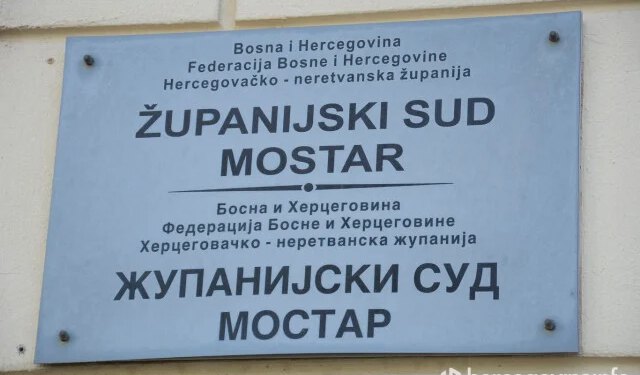 Bosna i Hercegovina
Federacija Bosne i Hercegovine
Hercegovačko - neretvanska županija
ŽUPANIJSKI SUD
MOSTAR
Босна и Херцеговина
Федерација Босне и Херцеговине
Херцеговачко - неретванска жупанија
ЖУПАНИЈСКИ СУД
МОСТАР